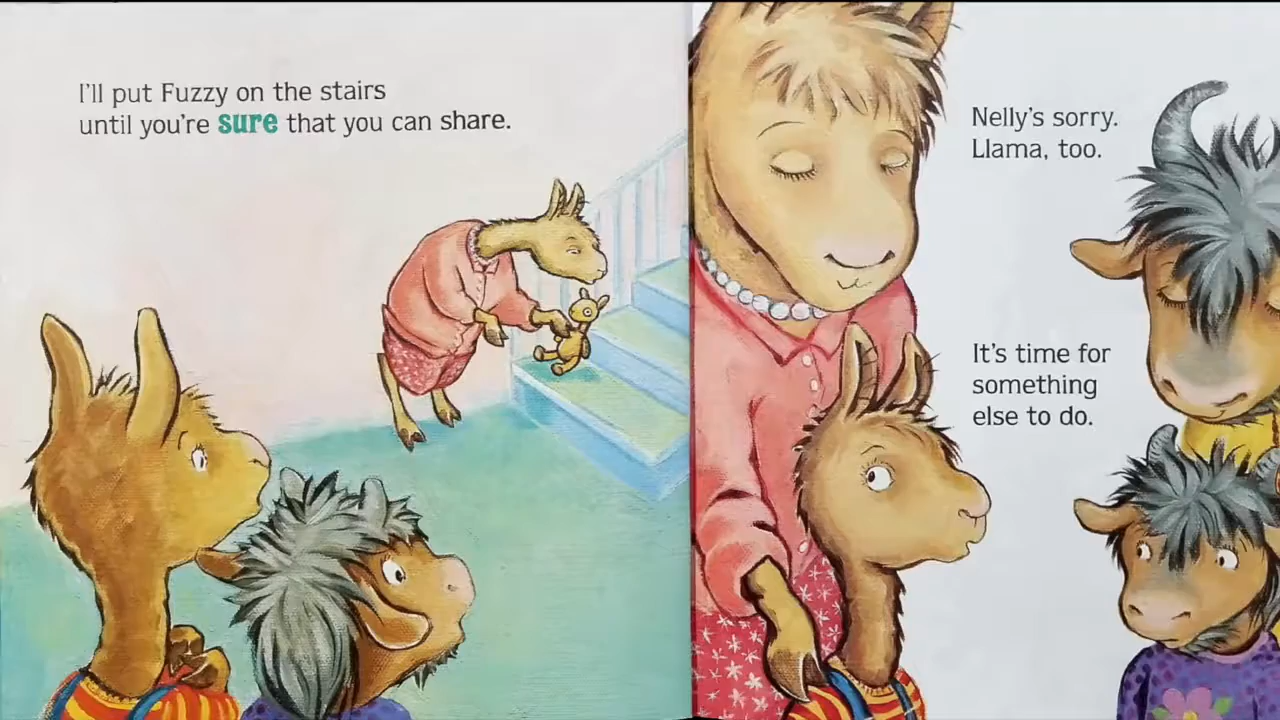 I'll put Fuzzy on the stairs
until you're sure that you can share.
Nelly's sorry.
Llama, too.
It's time for
something
else to do.